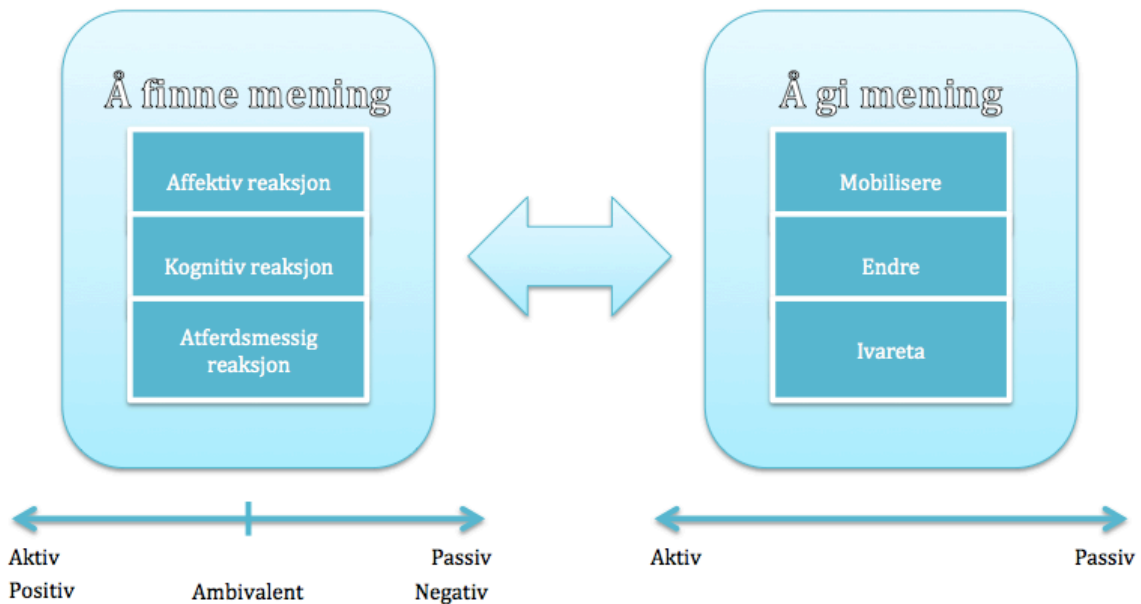 Å finne mening
Affektiv reaksjon
Kognitiv reaksjon
Atferdsmessig
reaksjon
Å gi mening
Mobilisere
Endre
Ivareta
Aktiv
Passiv
Positiv
Ambivalent
Negativ
Aktiv
Passiv